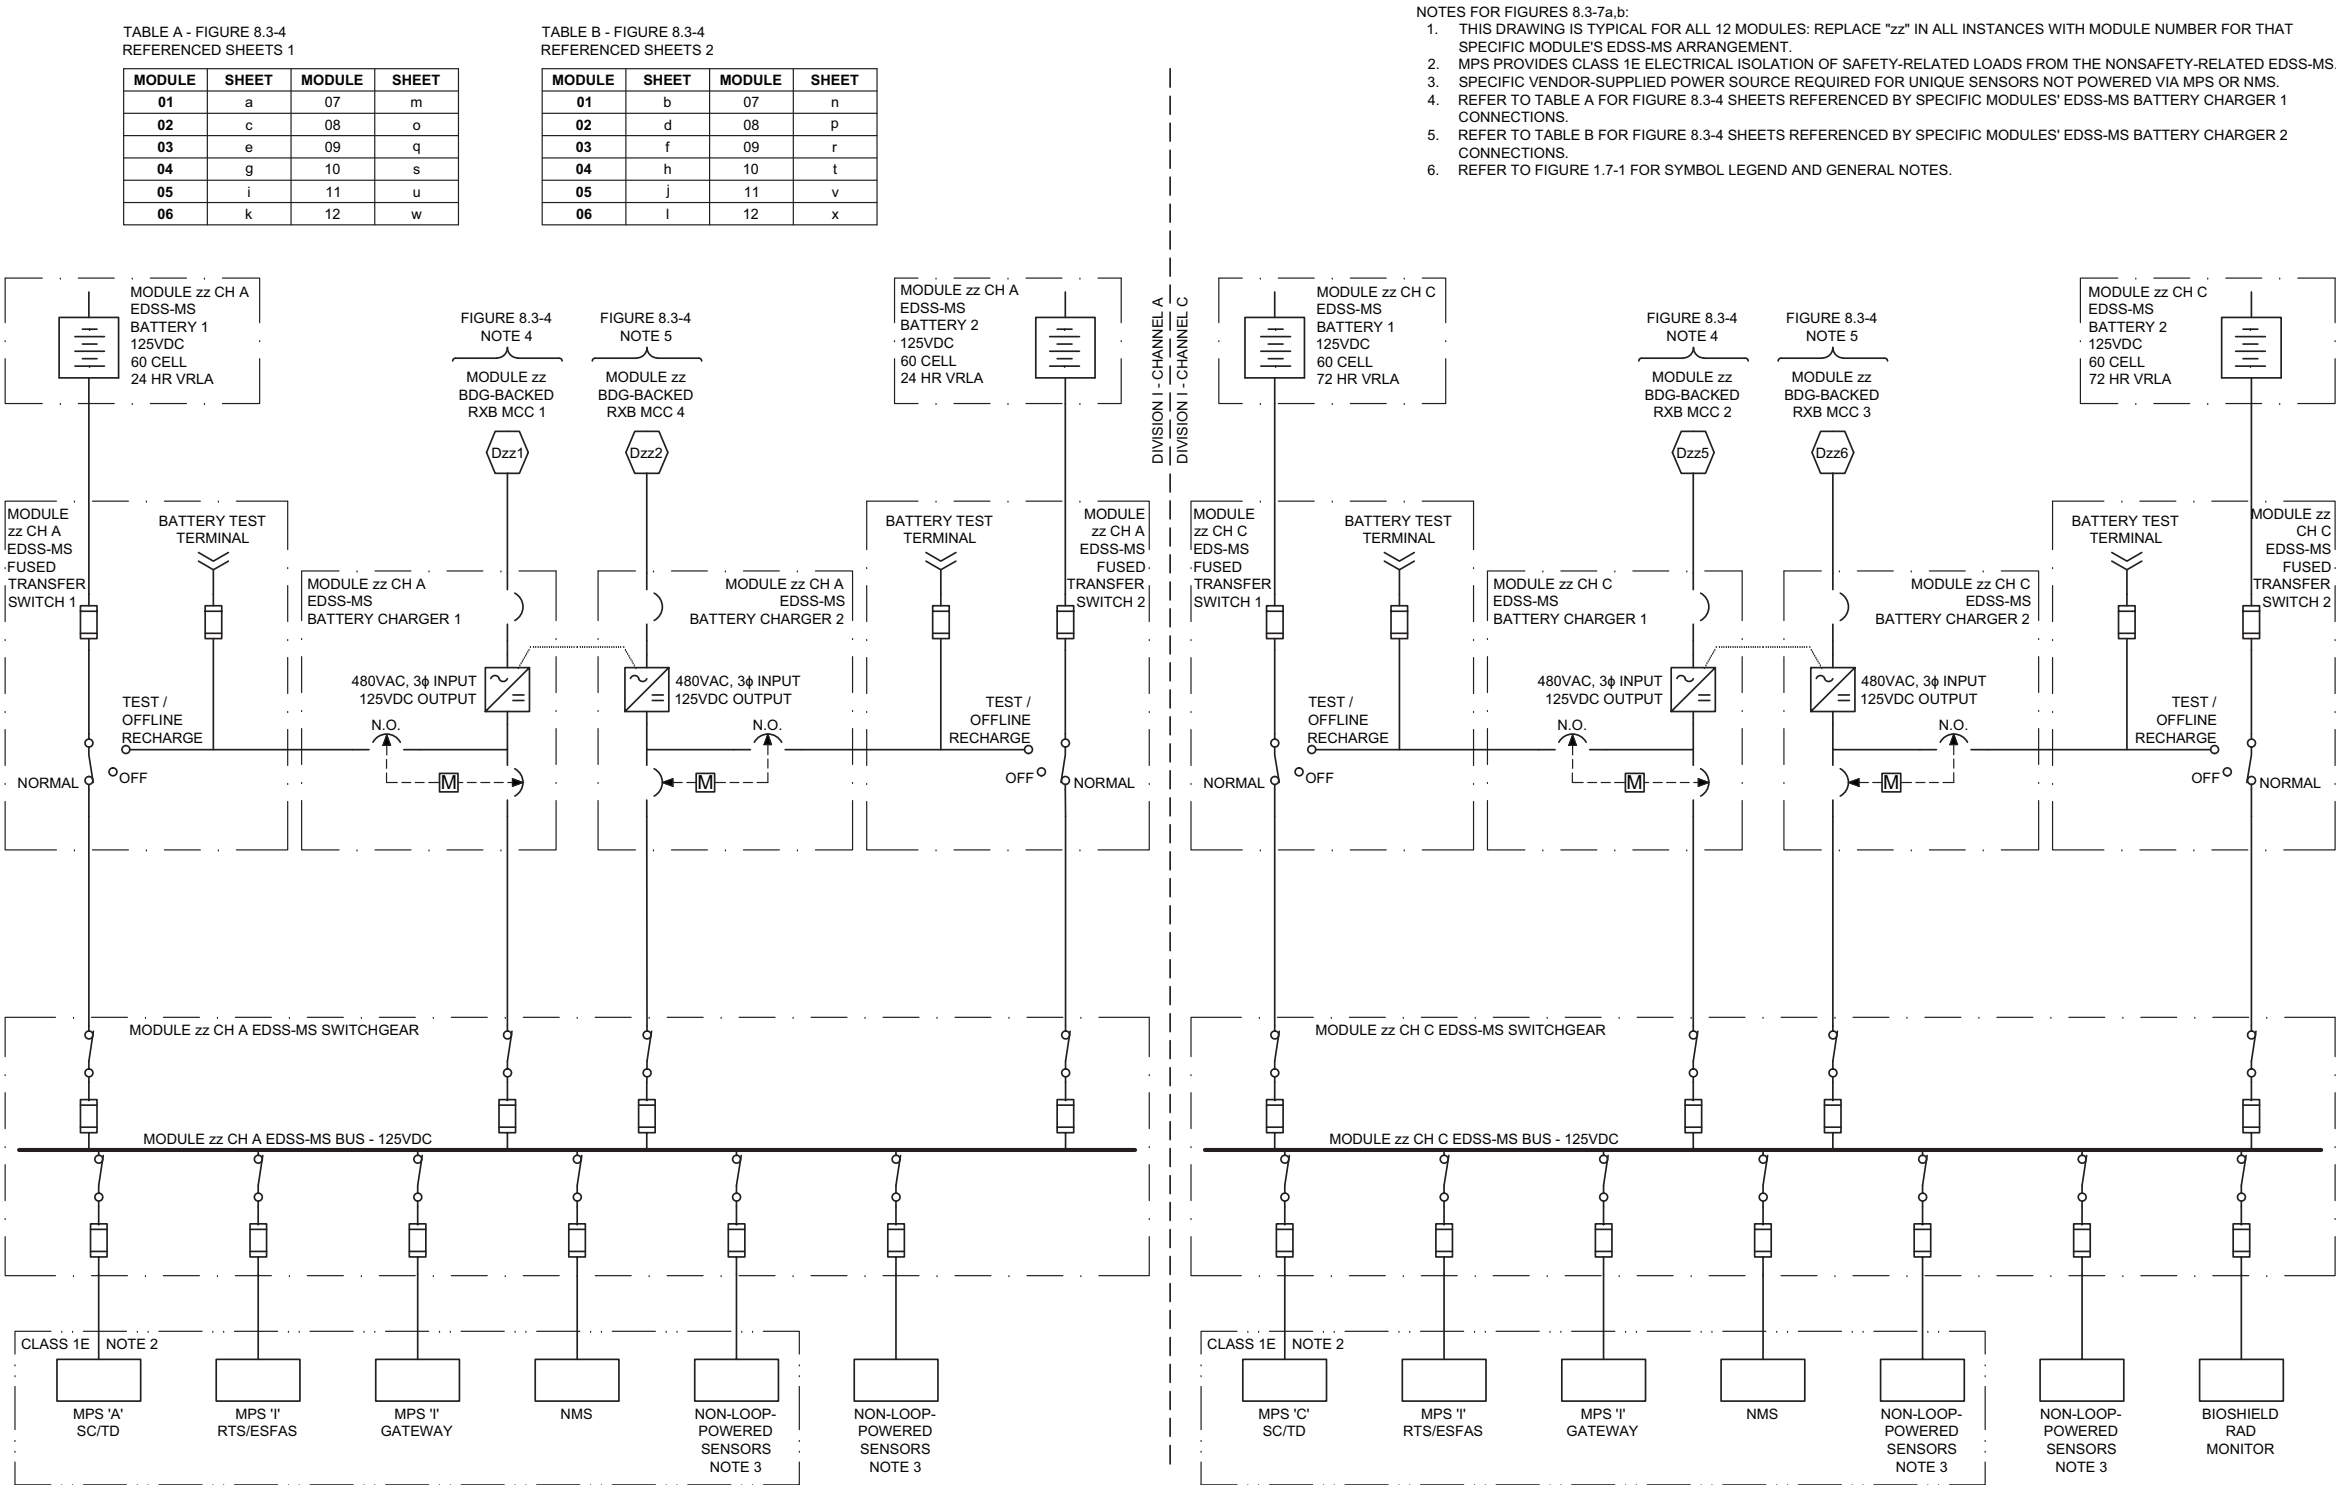 TABLE A - FIGURE 8.3-4
REFERENCED SHEETS 1
MODULE SHEET MODULE SHEET
01 a 07 m
02 c 08 o
03 e 09 q
04 g 10 s
05 i 11 u
06 k 12 w
TABLE B - FIGURE 8.3-4
REFERENCED SHEETS 2
MODULE SHEET MODULE SHEET
01 b 07 n
02 d 08 p
03 f 09 r
04 h 10 t
05 j 11 v
06 l 12 x
NOTES FOR FIGURES 8.3-7a,b:
1. THIS DRAWING IS TYPICAL FOR ALL 12 MODULES: REPLACE "zz" IN ALL INSTANCES WITH MODULE NUMBER FOR THAT
SPECIFIC MODULE'S EDSS-MS ARRANGEMENT.
2. MPS PROVIDES CLASS 1E ELECTRICAL ISOLATION OF SAFETY-RELATED LOADS FROM THE NONSAFETY-RELATED EDSS-MS.
3. SPECIFIC VENDOR-SUPPLIED POWER SOURCE REQUIRED FOR UNIQUE SENSORS NOT POWERED VIA MPS OR NMS.
4. REFER TO TABLE A FOR FIGURE 8.3-4 SHEETS REFERENCED BY SPECIFIC MODULES' EDSS-MS BATTERY CHARGER 1
CONNECTIONS.
5. REFER TO TABLE B FOR FIGURE 8.3-4 SHEETS REFERENCED BY SPECIFIC MODULES' EDSS-MS BATTERY CHARGER 2
CONNECTIONS.
6. REFER TO FIGURE 1.7-1 FOR SYMBOL LEGEND AND GENERAL NOTES.
MODULE zz CH A
EDSS-MS
BATTERY 1
125VDC
60 CELL
24 HR VRLA
FIGURE 8.3-4
NOTE 4
MODULE zz
BDG-BACKED
RXB MCC 1
Dzz1
FIGURE 8.3-4
NOTE 5
MODULE zz
BDG-BACKED
RXB MCC 4
Dzz2
MODULE zz CH A
EDSS-MS
BATTERY 2
125VDC
60 CELL
24 HR VRLA
DIVISION I - CHANNEL A
DIVISION I - CHANNEL C
MODULE zz CH C
EDSS-MS
BATTERY 1
125VDC
60 CELL
72 HR VRLA
FIGURE 8.3-4
NOTE 4
MODULE zz
BDG-BACKED
RXB MCC 2
Dzz5
FIGURE 8.3-4
NOTE 5
MODULE zz
BDG-BACKED
RXB MCC 3
Dzz6
MODULE zz CH C
EDSS-MS
BATTERY 2
125VDC
60 CELL
72 HR VRLA
MODULE
zz CH A
EDSS-MS
FUSED
TRANSFER
SWITCH 1
BATTERY TEST
TERMINAL
TEST /
OFFLINE
RECHARGE
OFF
NORMAL
MODULE zz CH A
EDSS-MS
BATTERY CHARGER 1
480VAC, 3ϕ INPUT
125VDC OUTPUT
N.O.
M
MODULE zz CH A
EDSS-MS
BATTERY CHARGER 2
480VAC, 3ϕ INPUT
125VDC OUTPUT
N.O.
M
BATTERY TEST
TERMINAL
MODULE
zz CH A
EDSS-MS
FUSED
TRANSFER
SWITCH 2
TEST /
OFFLINE
RECHARGE
OFF
NORMAL
MODULE
zz CH C
EDS-MS
FUSED
TRANSFER
SWITCH 1
BATTERY TEST
TERMINAL
TEST /
OFFLINE
RECHARGE
OFF
NORMAL
MODULE zz CH C
EDSS-MS
BATTERY CHARGER 1
480VAC, 3ϕ INPUT
125VDC OUTPUT
N.O.
M
MODULE zz CH C
EDSS-MS
BATTERY CHARGER 2
480VAC, 3ϕ INPUT
125VDC OUTPUT
N.O.
M
BATTERY TEST
TERMINAL
MODULE zz
CH C
EDSS-MS
FUSED
TRANSFER
SWITCH 2
TEST /
OFFLINE
RECHARGE
OFF
NORMAL
MODULE zz CH A EDSS-MS SWITCHGEAR
MODULE zz CH A EDSS-MS BUS - 125VDC
MODULE zz CH C EDSS-MS SWITCHGEAR
MODULE zz CH C EDSS-MS BUS - 125VDC
CLASS 1E NOTE 2
MPS 'A'
SC/TD
MPS 'I'
RTS/ESFAS
MPS 'I'
GATEWAY
NMS
NON-LOOP-
POWERED
SENSORS
NOTE 3
NON-LOOP-
POWERED
SENSORS
NOTE 3
CLASS 1E NOTE 2
MPS 'C'
SC/TD
MPS 'I'
RTS/ESFAS
MPS 'I'
GATEWAY
NMS
NON-LOOP-
POWERED
SENSORS
NOTE 3
NON-LOOP-
POWERED
SENSORS
NOTE 3
BIOSHIELD
RAD
MONITOR